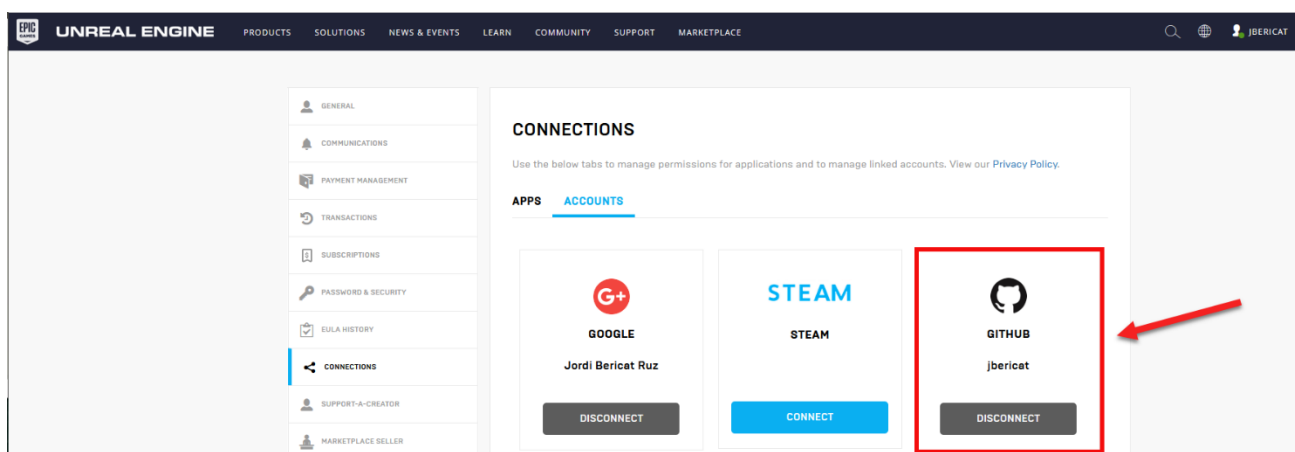 EPIC GAMES
UNREAL ENGINE PRODUCTS SOLUTIONS NEWS & EVENTS LEARN COMMUNITY SUPPORT MARKETPLACE JBERICAT
GENERAL
COMMUNICATIONS
PAYMENT MANAGEMENT
TRANSACTIONS
SUBSCRIPTIONS
PASSWORD & SECURITY
EULA HISTORY
CONNECTIONS
SUPPORT-A-CREATOR
MARKETPLACE SELLER
CONNECTIONS
Use the below tabs to manage permissions for applications and to manage linked accounts. View our Privacy Policy.
APPS ACCOUNTS
G+
GOOGLE
Jordi Bericat Ruz
DISCONNECT
STEAM
STEAM
CONNECT
GITHUB
jbericat
DISCONNECT